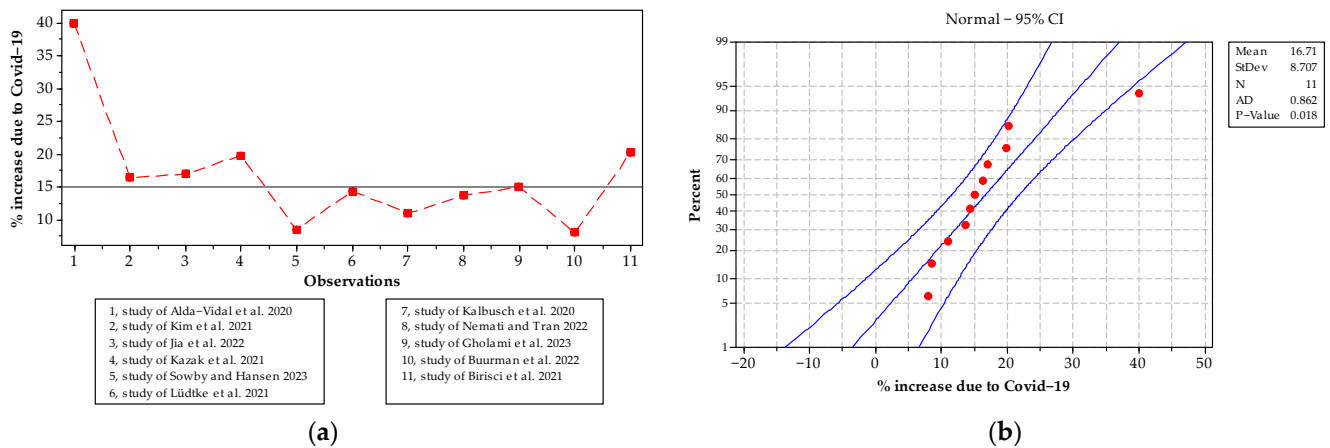 % increase due to Covid−19
40
35
30
25
20
15
10
1 2 3 4 5 6 7 8 9 10 11
Observations
1, study of Alda−Vidal et al. 2020
2, study of Kim et al. 2021
3, study of Jia et al. 2022
4, study of Kazak et al. 2021
5, study of Sowby and Hansen 2023
6, study of Lüdtke et al. 2021
7, study of Kalbusch et al. 2020
8, study of Nemati and Tran 2022
9, study of Gholami et al. 2023
10, study of Buurman et al. 2022
11, study of Birisci et al. 2021
(a)
Normal − 95% CI
Percent
99
95
90
80
70
60
50
40
30
20
10
5
1
−20 −10 0 10 20 30 40 50
% increase due to Covid−19
Mean 16.71
StDev 8.707
N 11
AD 0.862
P−Value 0.018
(b)